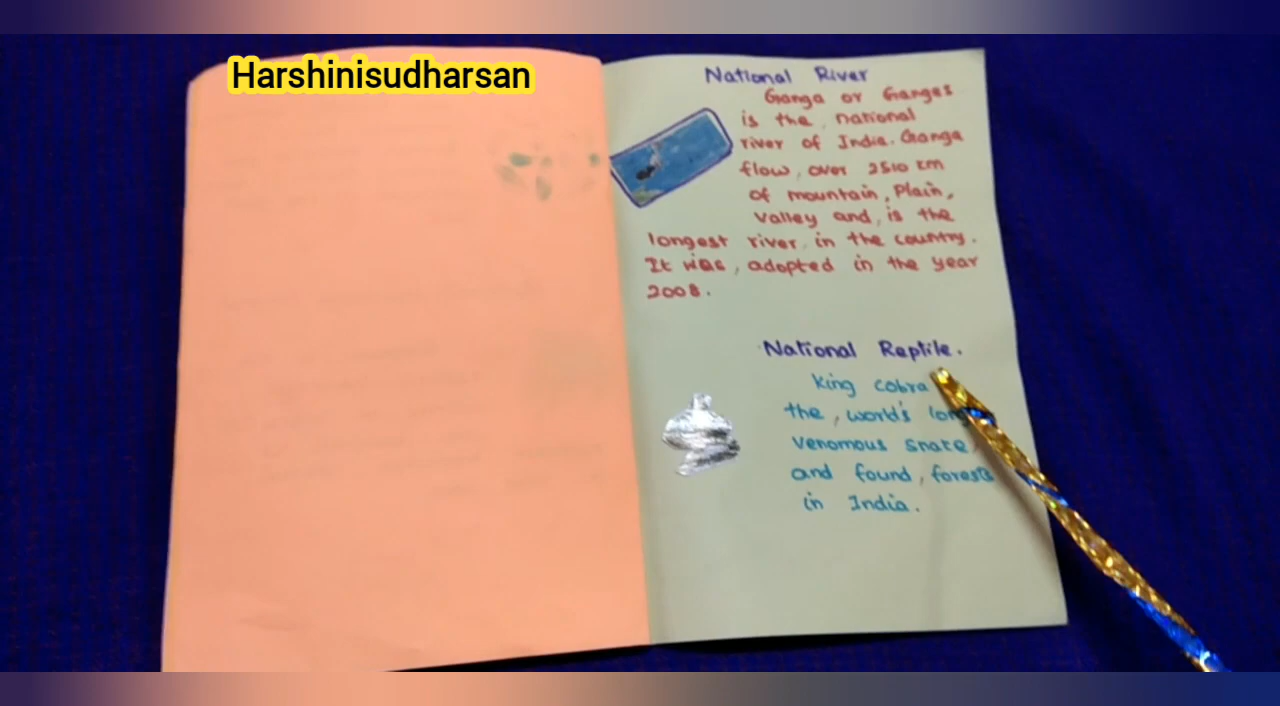 Harshinisudharsan
National River
Ganga or Ganges
is the national
river of India. Ganga
flow, over 2510 km
of mountain, Plain,
Valley and, is the
longest river, in the country.
It was, adopted in the year
2008.
National Reptile.
king cobra
the, world's
Venomous snake,
and found, forests
in India.